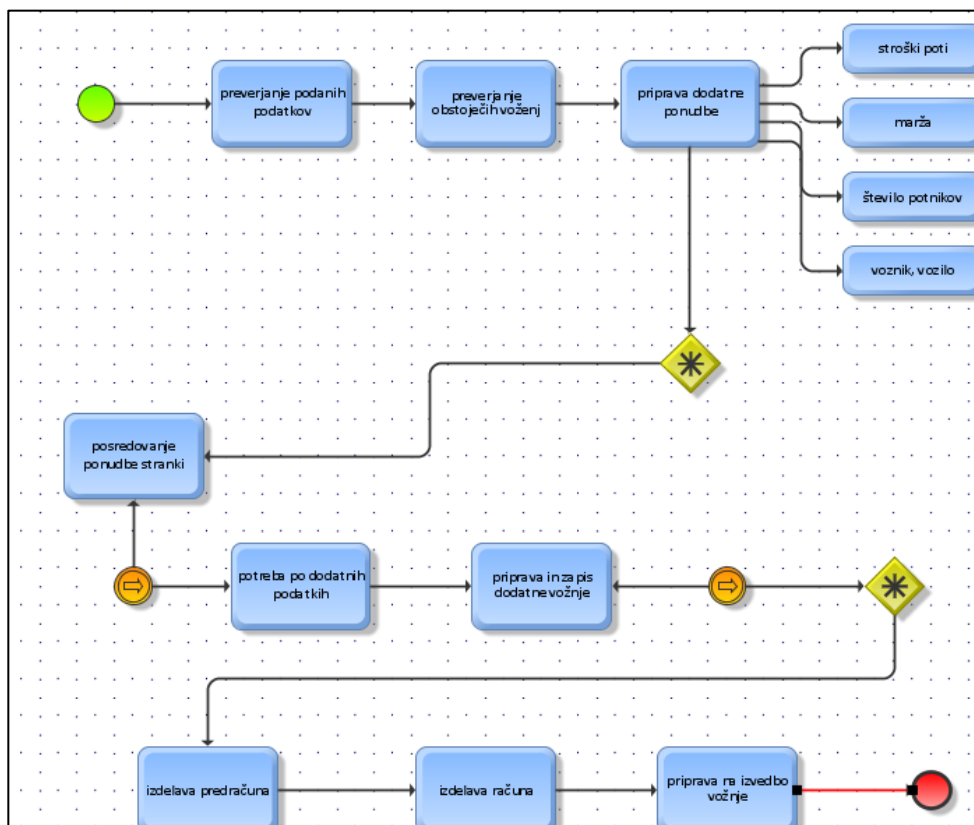 preverjanje podanih
podatkov
preverjanje
obstoječih voženj
priprava dodatne
ponudbe
stroški poti
marža
število potnikov
voznik, vozilo
posredovanje
ponudbe stranki
potreba po dodatnih
podatkih
priprava in zapis
dodatne vožnje
izdelava predračuna
izdelava računa
priprava na izvedbo
vožnje